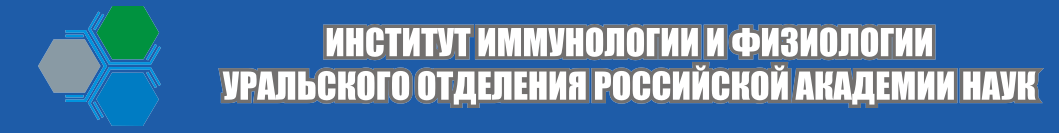 ИНСТИТУТ ИММУНОЛОГИИ И ФИЗИОЛОГИИ
УРАЛЬСКОГО ОТДЕЛЕНИЯ РОССИЙСКОЙ АКАДЕМИИ НАУК